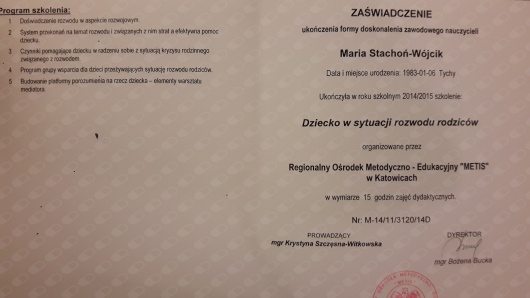 Program szkolenia:
1 Doświadczenie rozwodu w aspekcie rozwojowym.
2 System przekonań na temat rozwodu i związanych z nim strat a efektywna pomoc
dziecku.
3 Czynniki pomagające dziecku w radzeniu sobie z sytuacją kryzysu rodzinnego
związanego z rozwodem.
4 Program grupy wsparcia dla dzieci przeżywających sytuację rozwodu rodziców.
5 Budowanie platformy porozumienia na rzecz dziecka – elementy warsztatu
mediatora.
ZAŚWIADCZENIE
ukończenia formy doskonalenia zawodowego nauczycieli
Maria Stachoń-Wójcik
Data i miejsce urodzenia: 1983-01-06 Tychy
Ukończyła w roku szkolnym 2014/2015 szkolenie:
Dziecko w sytuacji rozwodu rodziców
organizowane przez
Regionalny Ośrodek Metodyczno - Edukacyjny "METIS"
w Katowicach
w wymiarze 15 godzin zajęć dydaktycznych.
Nr: M-14/11/3120/14D
PROWADZĄCY
mgr Krystyna Szczęsna-Witkowska
DYREKTOR
mgr Bożena Bucka